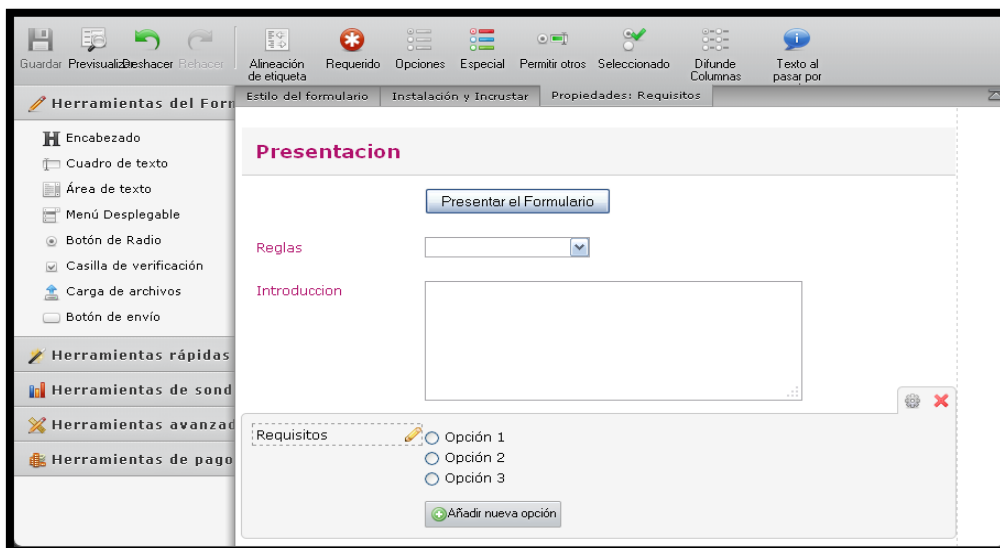 Guardar Previsualizar Deshacer Rehacer Alineación de etiqueta Requerido Opciones Especial Permitir otros Seleccionado Difunde Columnas Texto al pasar por
Herramientas del Form
Estilo del formulario Instalación y Incrustar Propiedades: Requisitos
Encabezado
Cuadro de texto
Área de texto
Menú Desplegable
Botón de Radio
Casilla de verificación
Carga de archivos
Botón de envío
Herramientas rápidas
Herramientas de sond
Herramientas avanzad
Herramientas de pago
Presentacion
Presentar el Formulario
Reglas
Introduccion
Requisitos
Opción 1
Opción 2
Opción 3
Añadir nueva opción